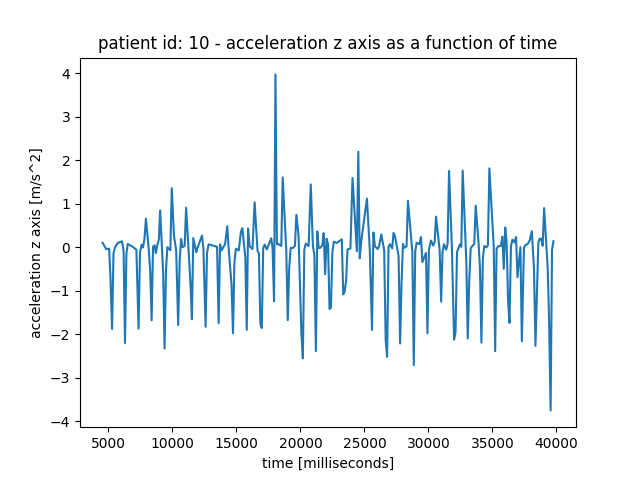 patient id: 10 - acceleration z axis as a function of time
acceleration z axis [m/s^2]
4
3
2
1
0
−1
−2
−3
−4
5000 10000 15000 20000 25000 30000 35000 40000
time [milliseconds]